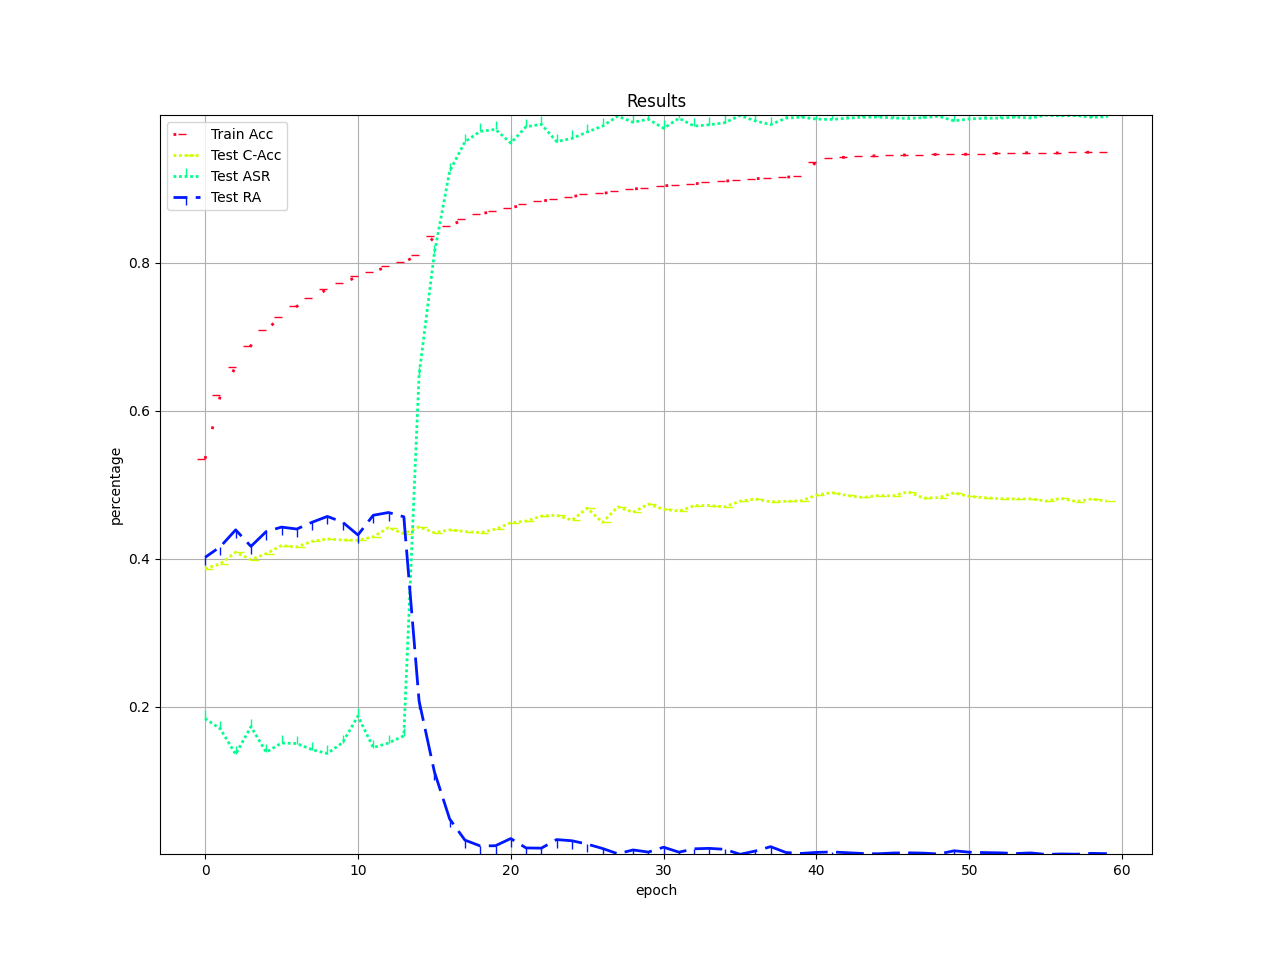 Results
Train Acc
Test C-Acc
Test ASR
Test RA
percentage
0.8
0.6
0.4
0.2
0 10 20 30 40 50 60
epoch